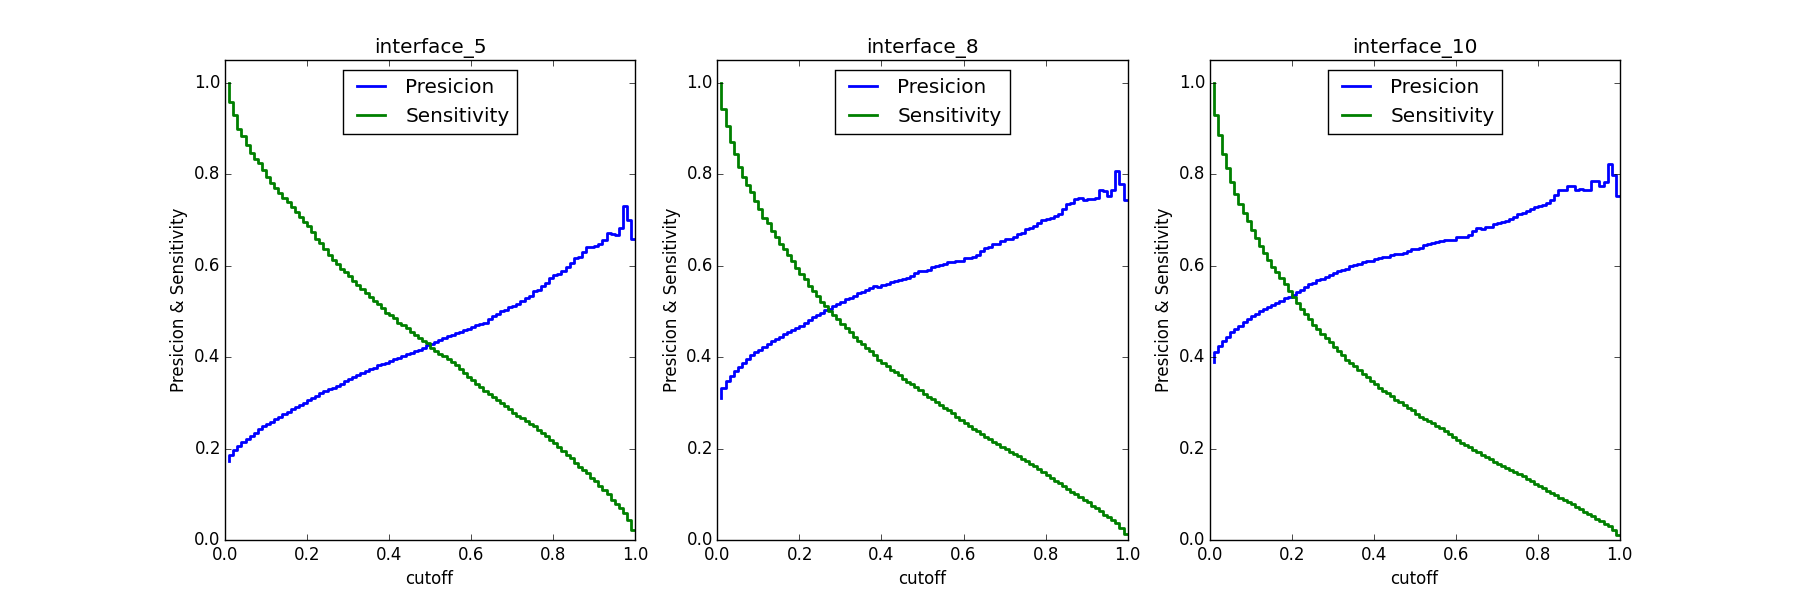 interface_5
Presicion
Sensitivity
1.0
0.8
0.6
0.4
0.2
0.0
Presicion & Sensitivity
0.0 0.2 0.4 0.6 0.8 1.0
cutoff
interface_8
Presicion
Sensitivity
1.0
0.8
0.6
0.4
0.2
0.0
Presicion & Sensitivity
0.0 0.2 0.4 0.6 0.8 1.0
cutoff
interface_10
Presicion
Sensitivity
1.0
0.8
0.6
0.4
0.2
0.0
Presicion & Sensitivity
0.0 0.2 0.4 0.6 0.8 1.0
cutoff